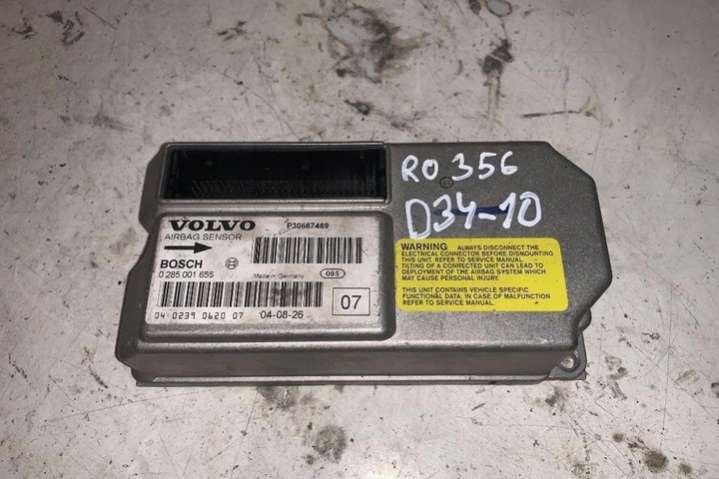 RO 356
D34-10
VOLVO
P30667469
AIRBAG SENSOR
BOSCH
0 285 001 655
Made in Germany
085
04 0239 0620 07
04-08-26
07
WARNING ALWAYS DISCONNECT THE
ELECTRICAL CONNECTOR BEFORE DISMOUNTING
THIS UNIT. REFER TO SERVICE MANUAL.
TILTING OF A CONNECTED UNIT CAN LEAD TO
DEPLOYMENT OF THE AIRBAG SYSTEM WHICH
MAY CAUSE INJURY.
THIS UNIT CONTAINS VEHICLE SPECIFIC
FUNCTIONAL DATA. IN CASE OF MALFUNCTION
REFER TO SERVICE MANUAL.